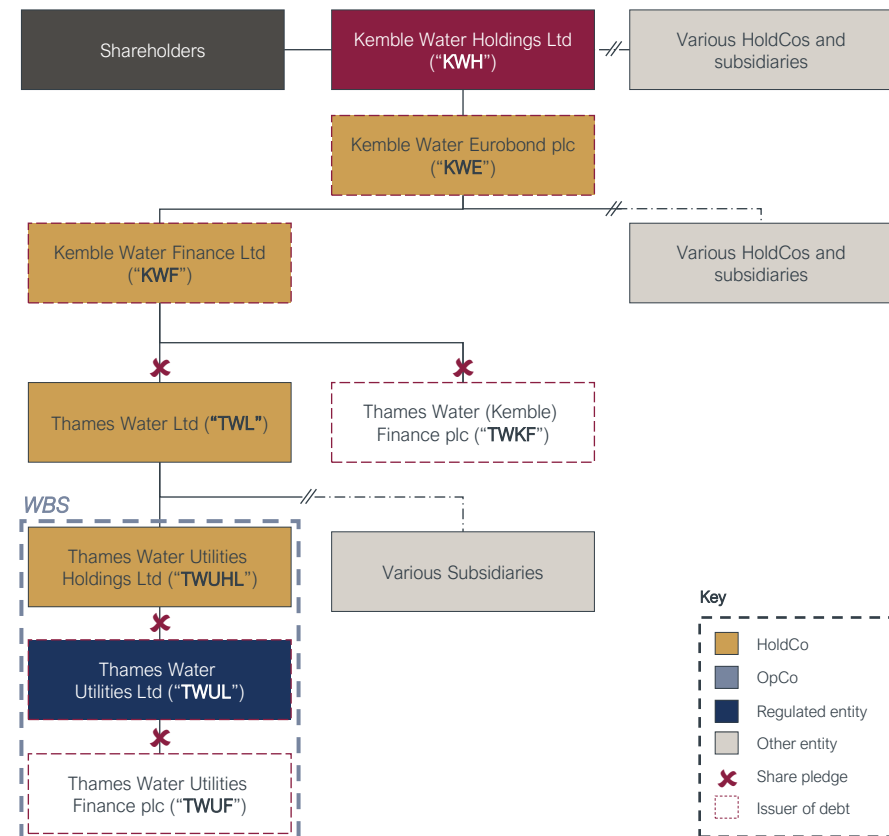 Shareholders
Kemble Water Holdings Ltd
(“KWH”)
Various HoldCos and
subsidiaries
Kemble Water Eurobond plc
(“KWE”)
Kemble Water Finance Ltd
(“KWF”)
Various HoldCos and
subsidiaries
Thames Water Ltd (“TWL")
Thames Water (Kemble)
Finance plc (“TWKF”)
WBS
Thames Water Utilities
Holdings Ltd (“TWUHL”)
Various Subsidiaries
Thames Water
Utilities Ltd (“TWUL”)
Thames Water Utilities
Finance plc (“TWUF”)
Key
HoldCo
OpCo
Regulated entity
Other entity
Share pledge
Issuer of debt